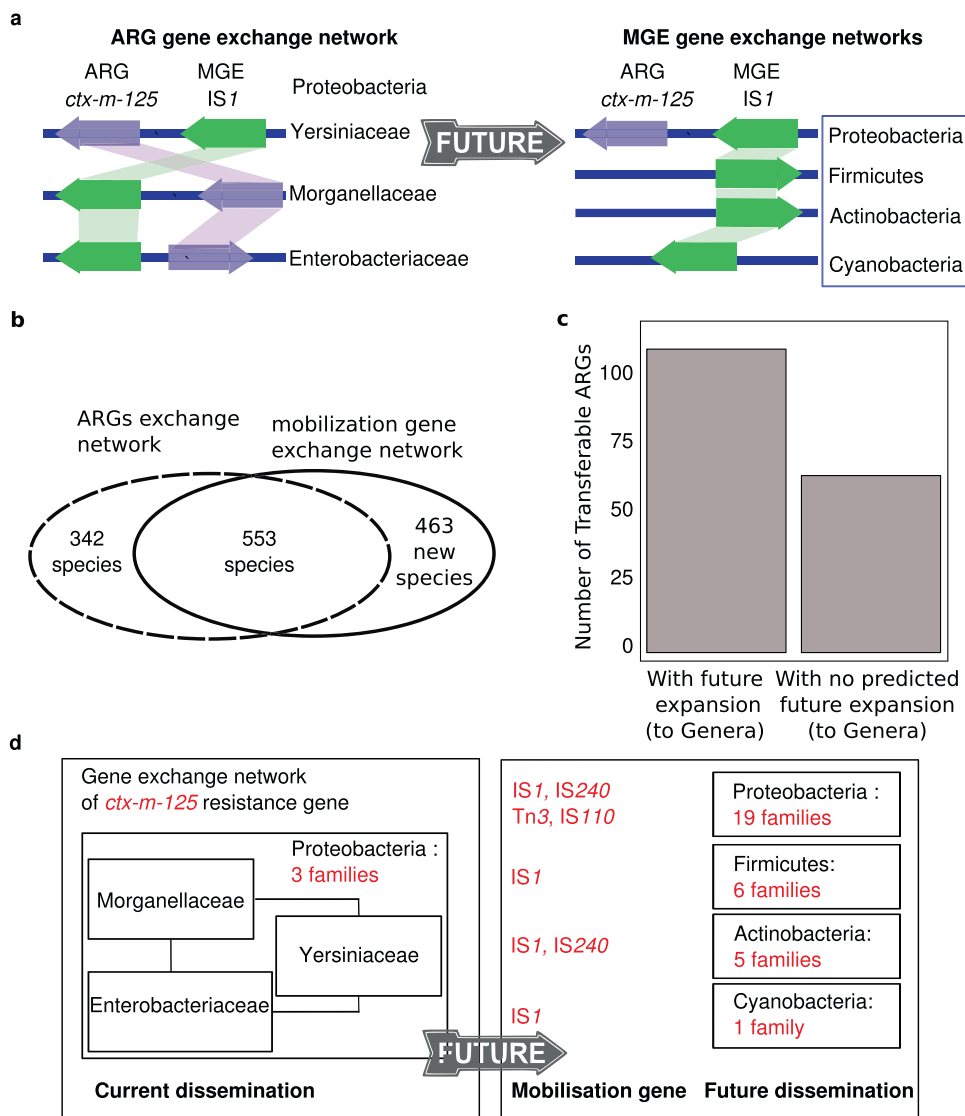 a
ARG gene exchange network
MGE gene exchange networks
ARG
ctx-m-125
MGE
IS1
Proteobacteria
Yersiniaceae
Morganellaceae
Enterobacteriaceae
FUTURE
ARG
ctx-m-125
MGE
IS1
Proteobacteria
Firmicutes
Actinobacteria
Cyanobacteria
b
ARGs exchange
network
mobilization gene
exchange network
342
species
553
species
463
new
species
c
Number of Transferable ARGs
100
75
50
25
0
With future
expansion
(to Genera)
With no predicted
future expansion
(to Genera)
d
Gene exchange network
of ctx-m-125 resistance gene
Proteobacteria :
3 families
Morganellaceae
Yersiniaceae
Enterobacteriaceae
Current dissemination
FUTURE
IS1, IS240
Tn3, IS110
Proteobacteria :
19 families
IS1
Firmicutes:
6 families
IS1, IS240
Actinobacteria:
5 families
IS1
Cyanobacteria:
1 family
Mobilisation gene
Future dissemination